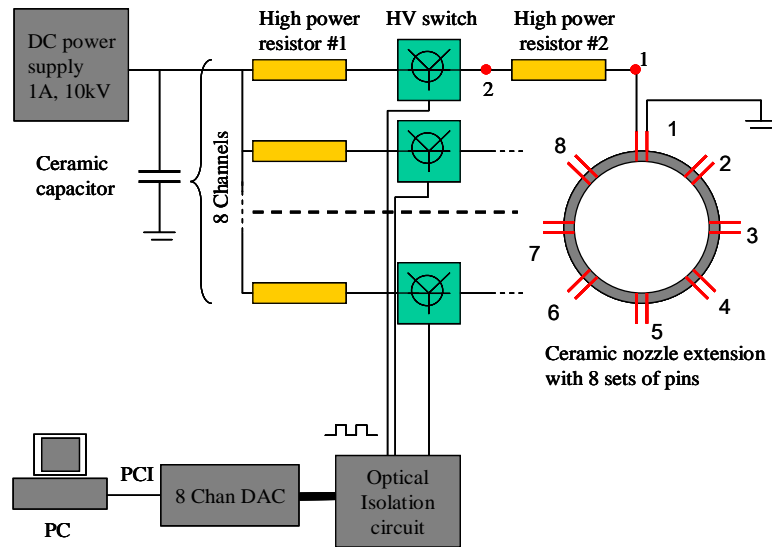 High power
resistor #1
HV switch
High power
resistor #2
DC power
supply
1A, 10kV
1
2
Ceramic
capacitor
8 Channels
1
2
3
4
5
6
7
8
Ceramic nozzle extension
with 8 sets of pins
PCI
PC
8 Chan DAC
Optical
Isolation
circuit